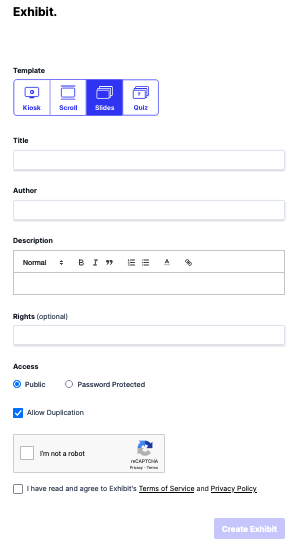 Exhibit.
Template
Kiosk Scroll Slides Quiz
Title
Author
Description
Normal B I A
Rights (optional)
Access
Public Password Protected
Allow Duplication
I'm not a robot
reCAPTCHA
Privacy - Terms
I have read and agree to Exhibit's Terms of Service and Privacy Policy
Create Exhibit